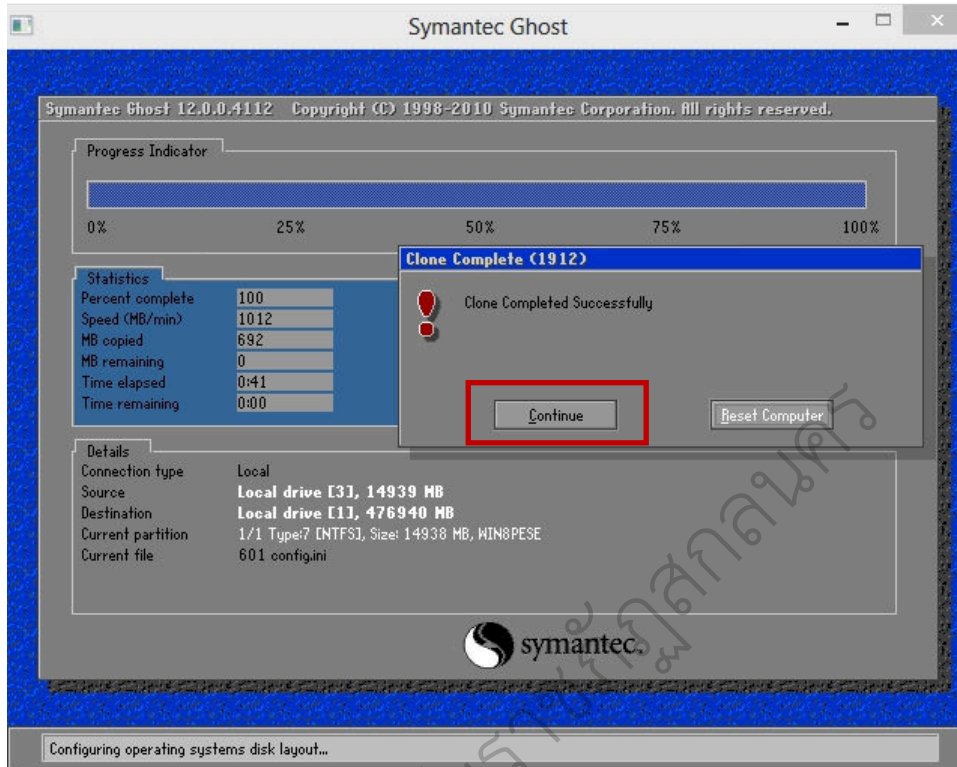 Symantec Ghost
Symantec Ghost 12.0.0.4112 Copyright (C) 1998-2010 Symantec Corporation. All rights reserved.
Progress Indicator
0% 25% 50% 75% 100%
Clone Complete (1912)
Clone Completed Successfully
Continue Reset Computer
Statistics
Percent complete 100
Speed (MB/min) 1012
MB copied 692
MB remaining 0
Time elapsed 0:41
Time remaining 0:00
Details
Connection type Local
Source Local drive [3], 14939 MB
Destination Local drive [1], 476940 MB
Current partition 1/1 Type:7 [NTFS], Size: 14938 MB, WIN8PESE
Current file 601 config.ini
symantec.
Configuring operating systems disk layout...